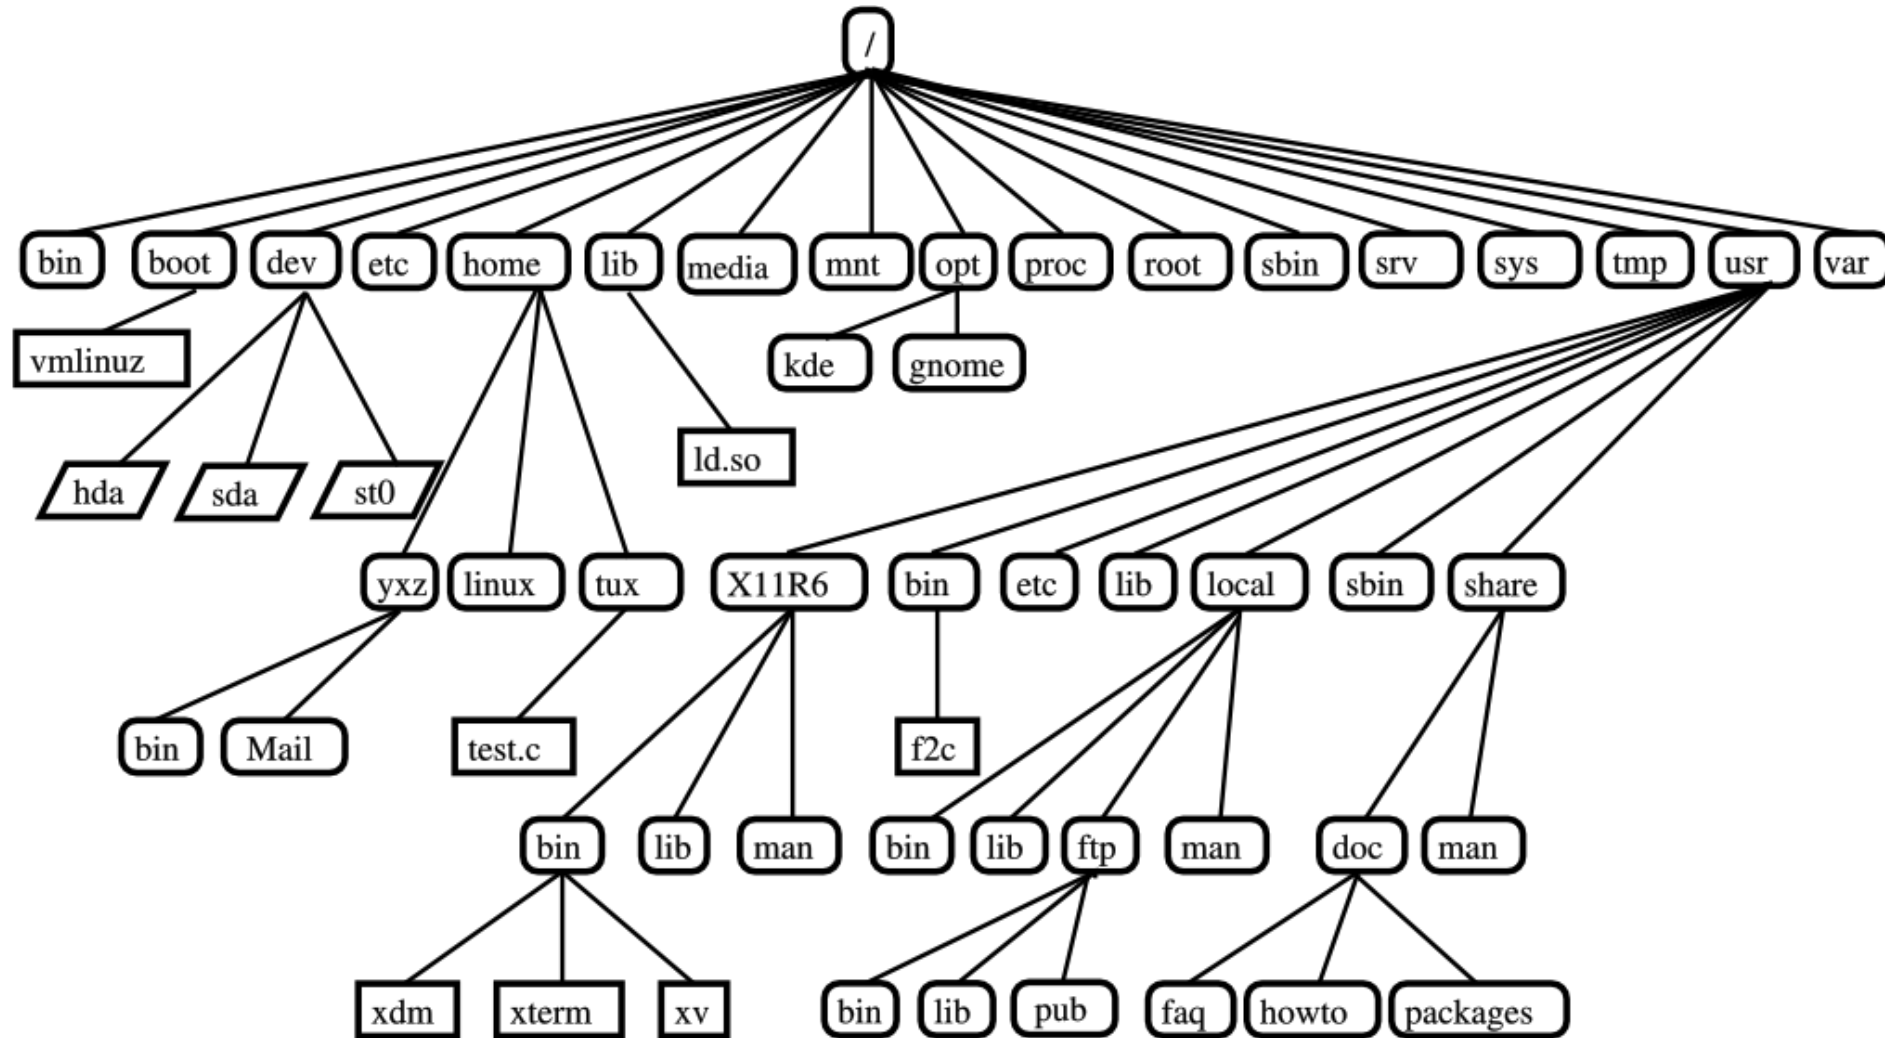 /
bin boot dev etc home lib media mnt opt proc root sbin srv sys tmp usr var
vmlinuz kde gnome
ld.so
hda sda st0
yxz linux tux X11R6 bin etc lib local sbin share
bin Mail test.c f2c
bin lib man bin lib ftp man doc man
xdm xterm xv bin lib pub faq howto packages